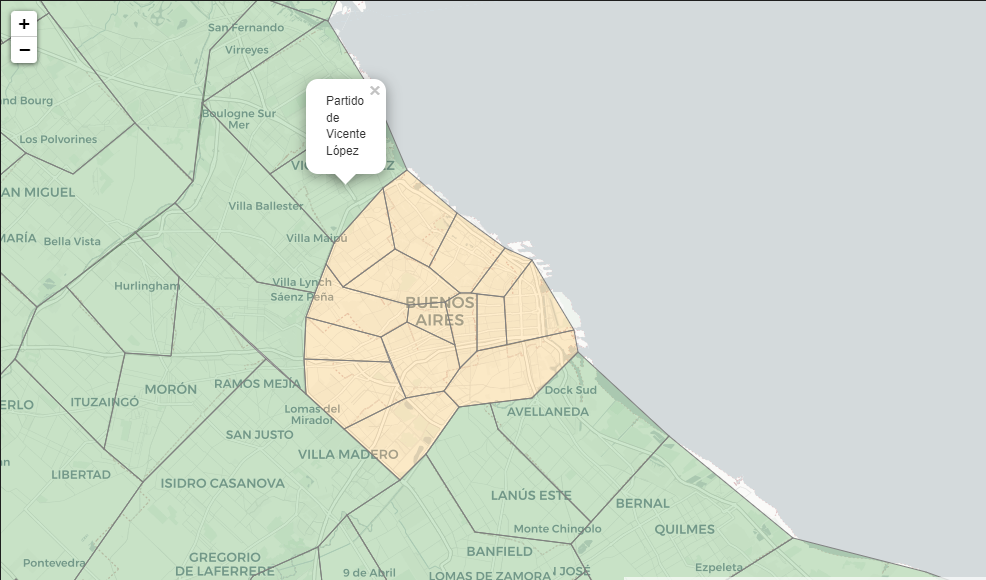 +
−
San Fernando
Virreyes
and Bourg
Boulogne Sur
Mer
Los Polvorines
×
Partido
de
Vicente
López
AN MIGUEL
Villa Ballester
MARÍA
Bella Vista
Villa Maipú
Hurlingham
Villa Lynch
Sáenz Peña
BUENOS
AIRES
MORÓN
RAMOS MEJÍA
Dock Sud
ERLO
ITUZAINGÓ
Lomas del
Mirador
AVELLANEDA
SAN JUSTO
VILLA MADERO
LIBERTAD
ISIDRO CASANOVA
LANÚS ESTE
BERNAL
Monte Chingolo
QUILMES
GREGORIO
DE LAFERRERE
BANFIELD
Pontevedra
9 de Abril
LOMAS DE ZAMORA
JOSÉ
Ezpeleta